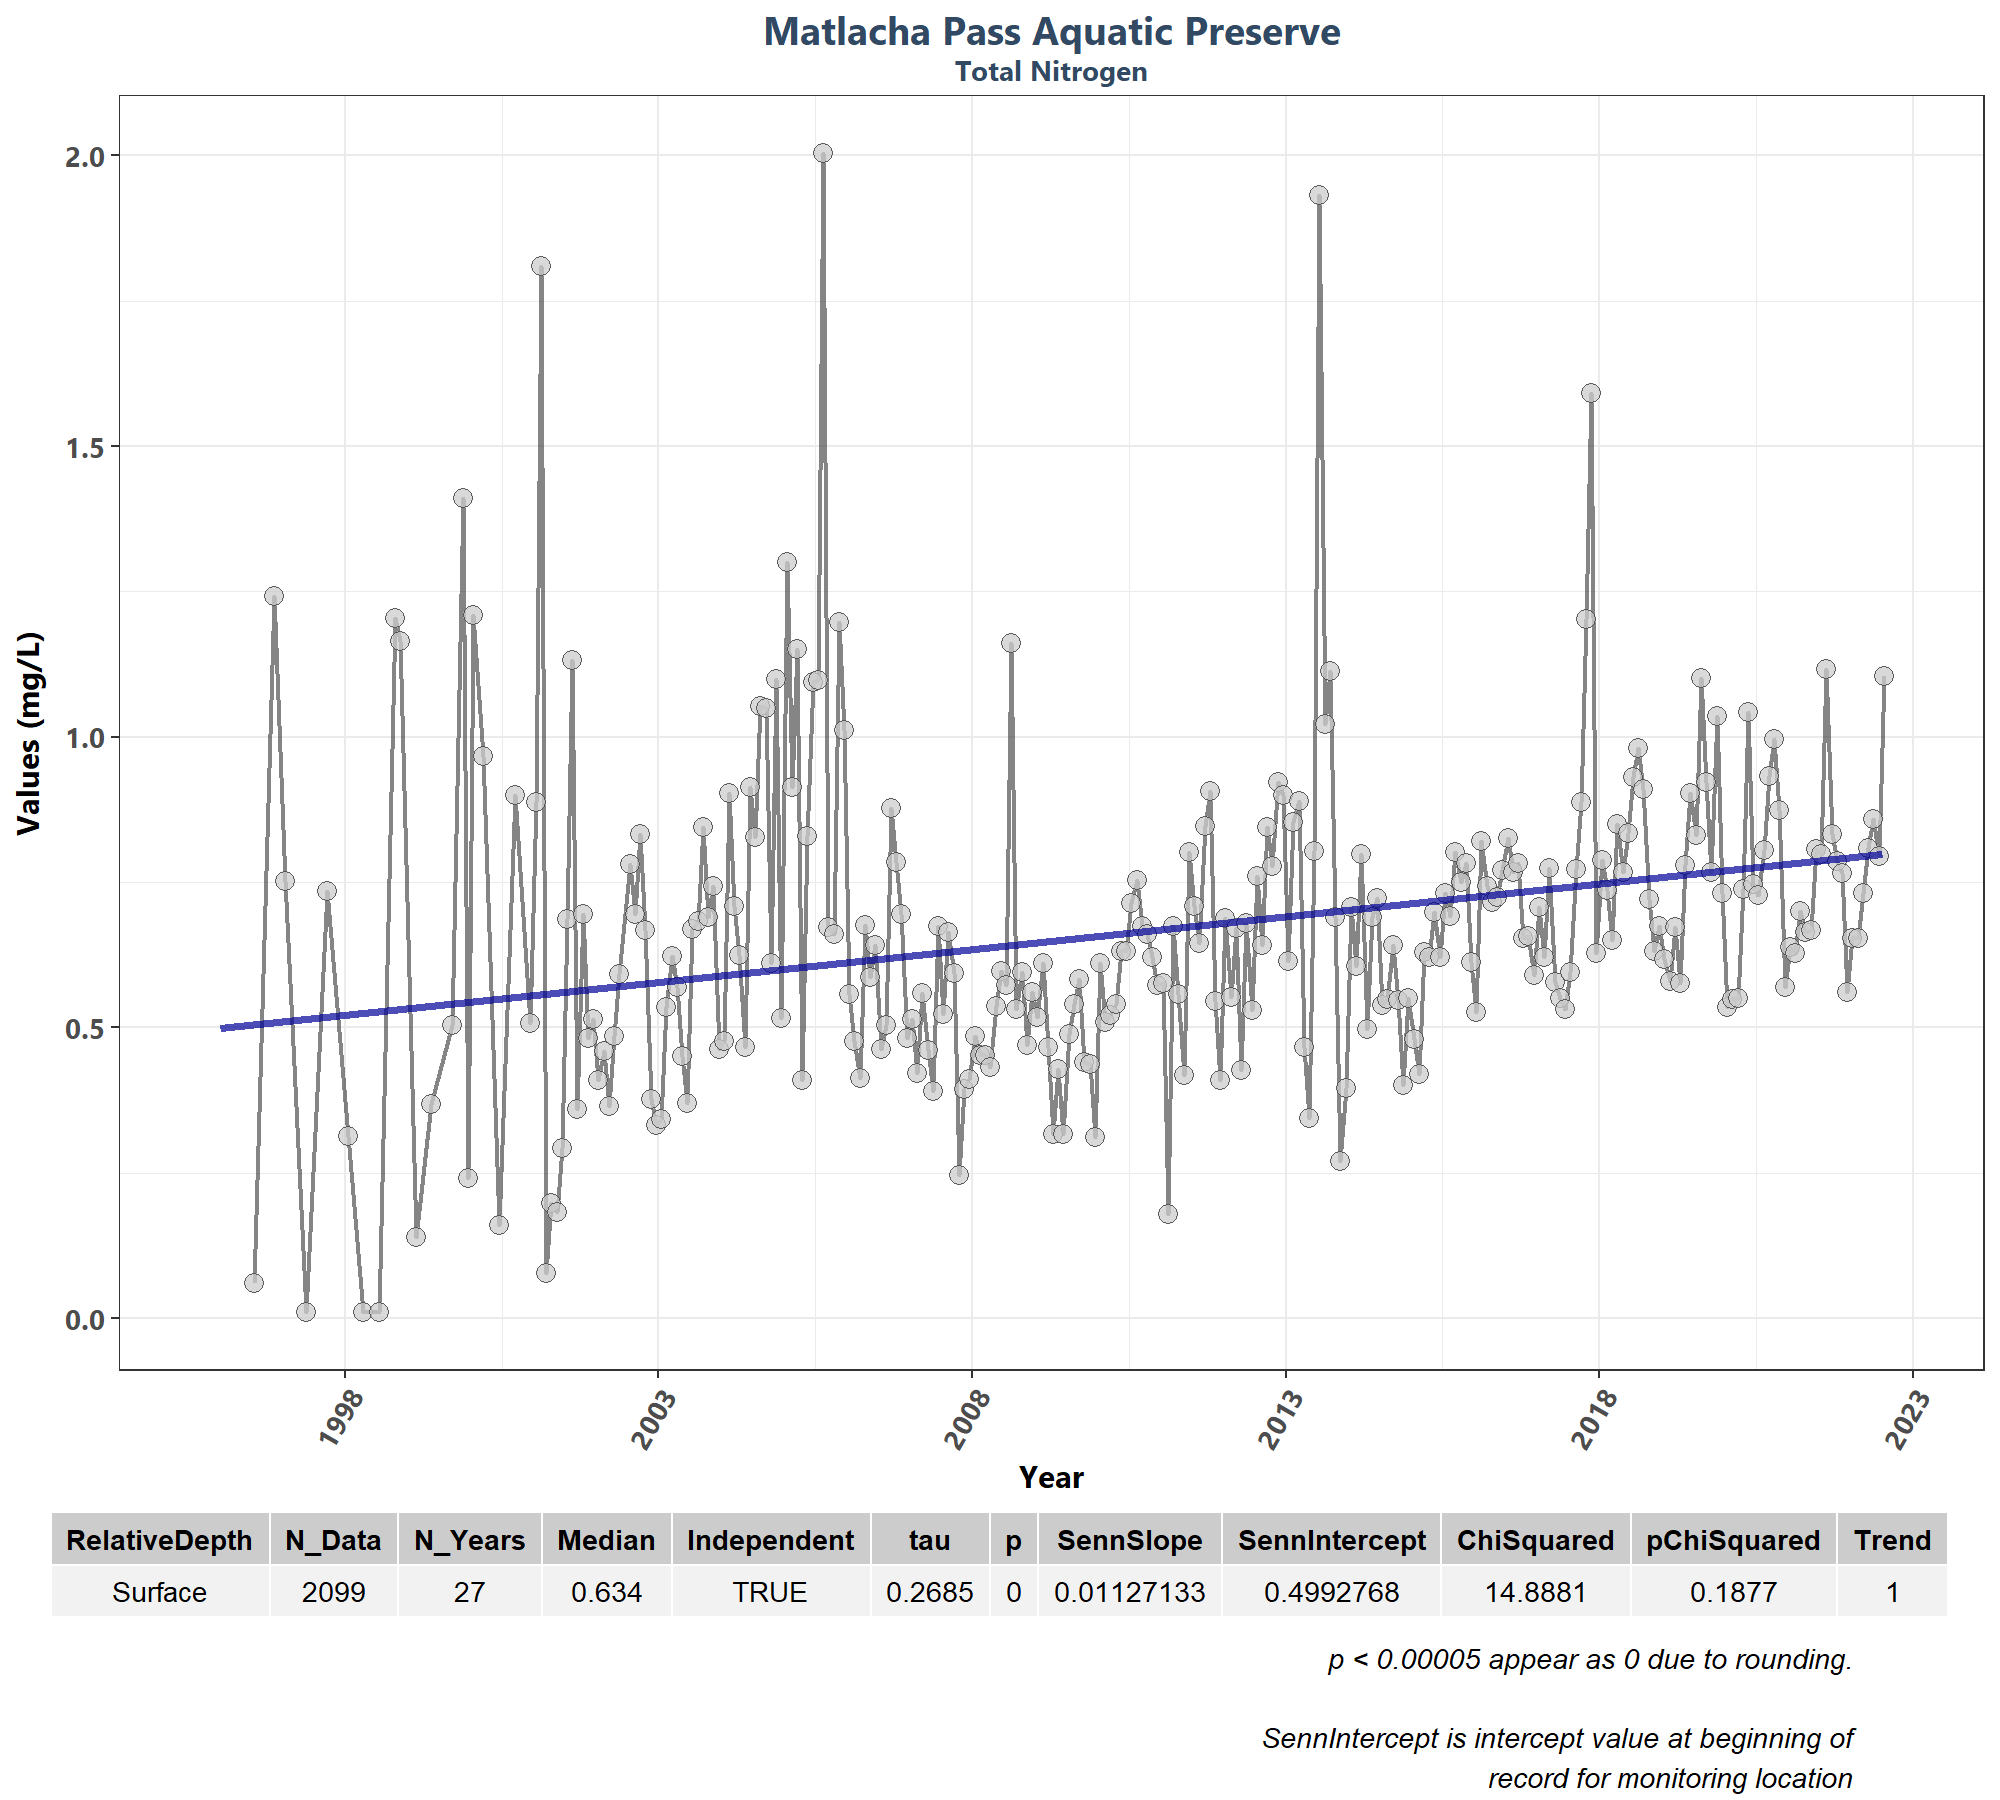 Matlacha Pass Aquatic Preserve
Total Nitrogen
Values (mg/L)
2.0
1.5
1.0
0.5
0.0
1998 2003 2008 2013 2018 2023
Year
RelativeDepth N_Data N_Years Median Independent tau p SennSlope SennIntercept ChiSquared pChiSquared Trend
Surface 2099 27 0.634 TRUE 0.2685 0 0.01127133 0.4992768 14.8881 0.1877 1
p < 0.00005 appear as 0 due to rounding.
SennIntercept is intercept value at beginning of
record for monitoring location